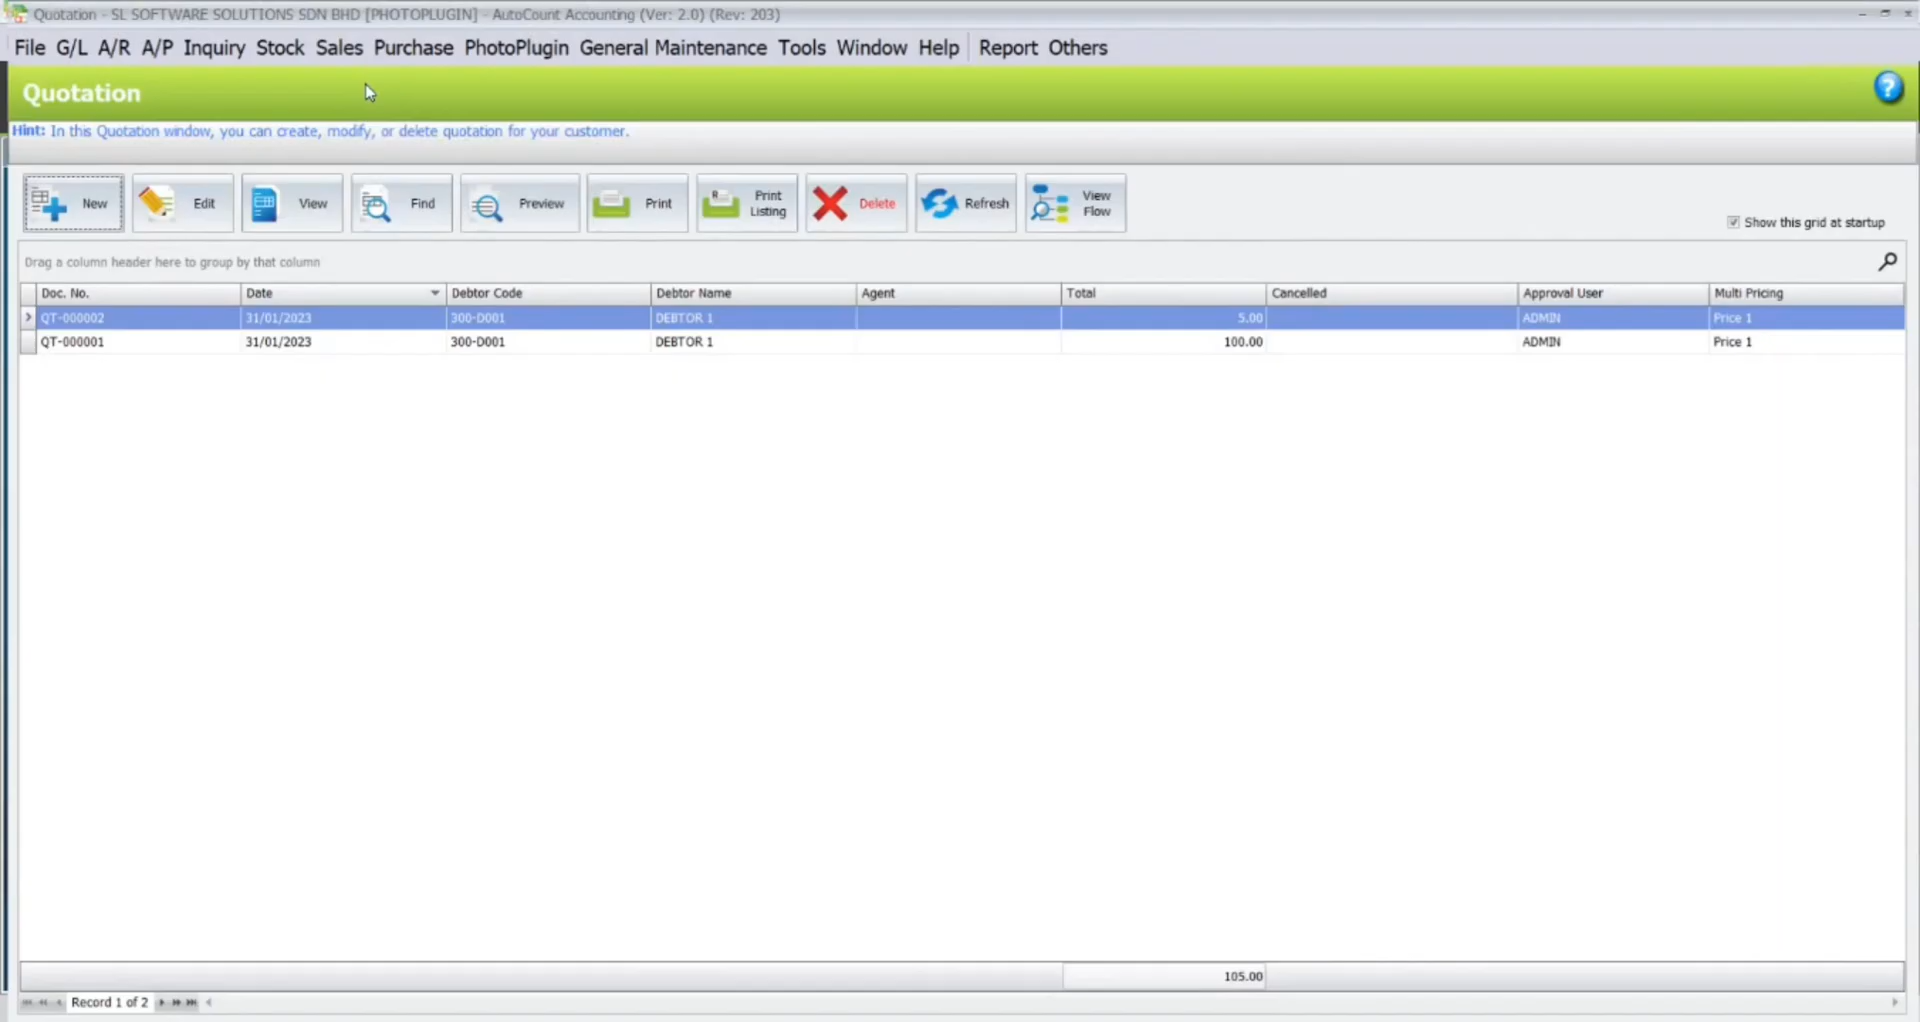 Quotation - SL SOFTWARE SOLUTIONS SDN BHD [PHOTOPLUGIN] - AutoCount Accounting (Ver: 2.0) (Rev: 203)
File G/L A/R A/P Inquiry Stock Sales Purchase PhotoPlugin General Maintenance Tools Window Help Report Others
Quotation
?
Hint: In this Quotation window, you can create, modify, or delete quotation for your customer.
New Edit View Find Preview Print Print Listing Delete Refresh View Flow
Show this grid at startup
Drag a column header here to group by that column
Doc. No. Date Debtor Code Debtor Name Agent Total Cancelled Approval User Multi Pricing
QT-000002 31/01/2023 300-D001 DEBTOR 1 5.00 ADMIN Price 1
QT-000001 31/01/2023 300-D001 DEBTOR 1 100.00 ADMIN Price 1
105.00
Record 1 of 2